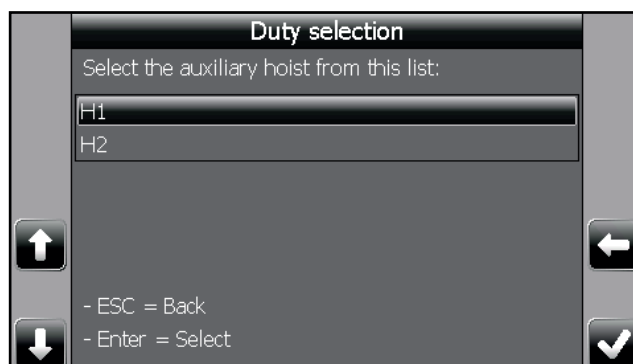 Duty selection
Select the auxiliary hoist from this list:
H1
H2
- ESC = Back
- Enter = Select